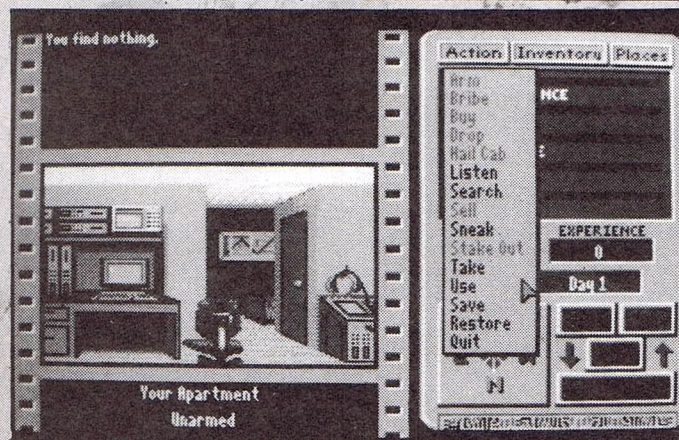 You find nothing.
Your Apartment
Unarmed
Action Inventory Places
Arm
Bribe
Buy
Drop
Hail Cab
Listen
Search
Sell
Sneak
Stake Out
Take
Use
Save
Restore
Quit
NCE
E
EXPERIENCE
0
Day 1
N